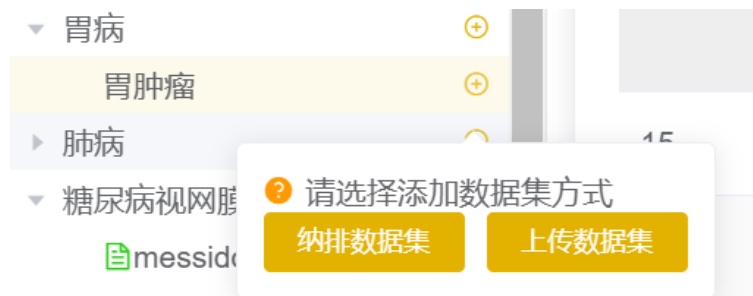 胃病
胃肿瘤
肺病
15
请选择添加数据集方式
糖尿病视网膜
纳排数据集
上传数据集
messido